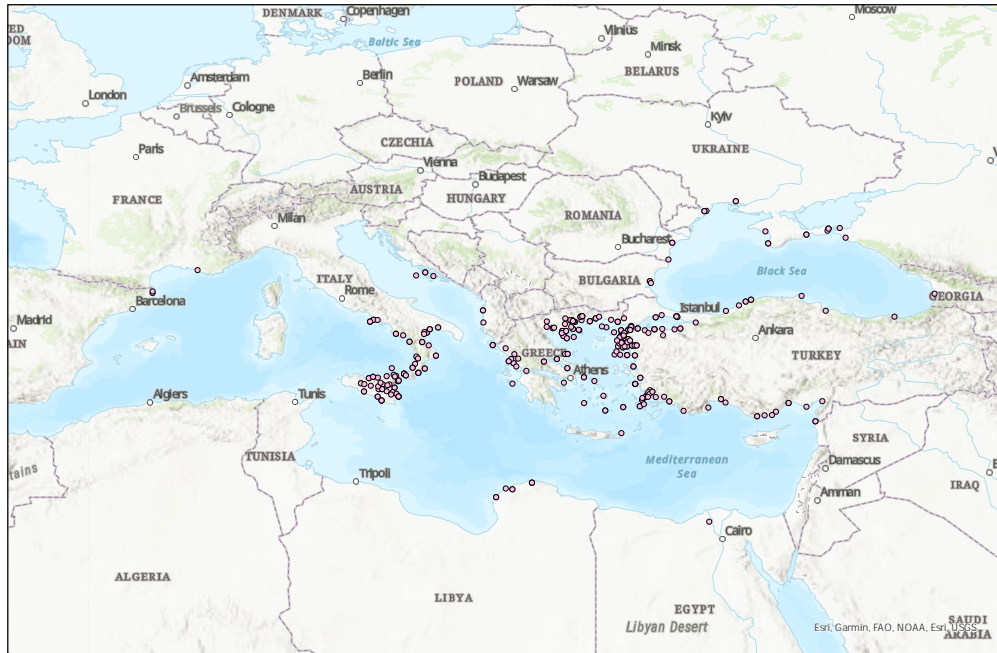 DENMARK
Copenhagen
Moscow
DOM
Baltic Sea
Vilnius
Minsk
BELARUS
Amsterdam
Berlin
POLAND
Warsaw
London
Brussels
Cologne
Kyiv
UKRAINE
Paris
CZECHIA
Vienna
Budapest
FRANCE
AUSTRIA
HUNGARY
Milan
ROMANIA
Bucharest
ITALY
BULGARIA
Black Sea
Rome
Barcelona
Istanbul
GEORGIA
Madrid
AIN
Ankara
GREECE
TURKEY
Athens
Algiers
Tunis
SYRIA
TUNISIA
Mediterranean
Sea
Damascus
Tripoli
tains
IRAQ
Amman
Cairo
ALGERIA
LIBYA
EGYPT
Libyan Desert
SAUDI
ARABIA
Esri, Garmin, FAO, NOAA, Esri, USGS